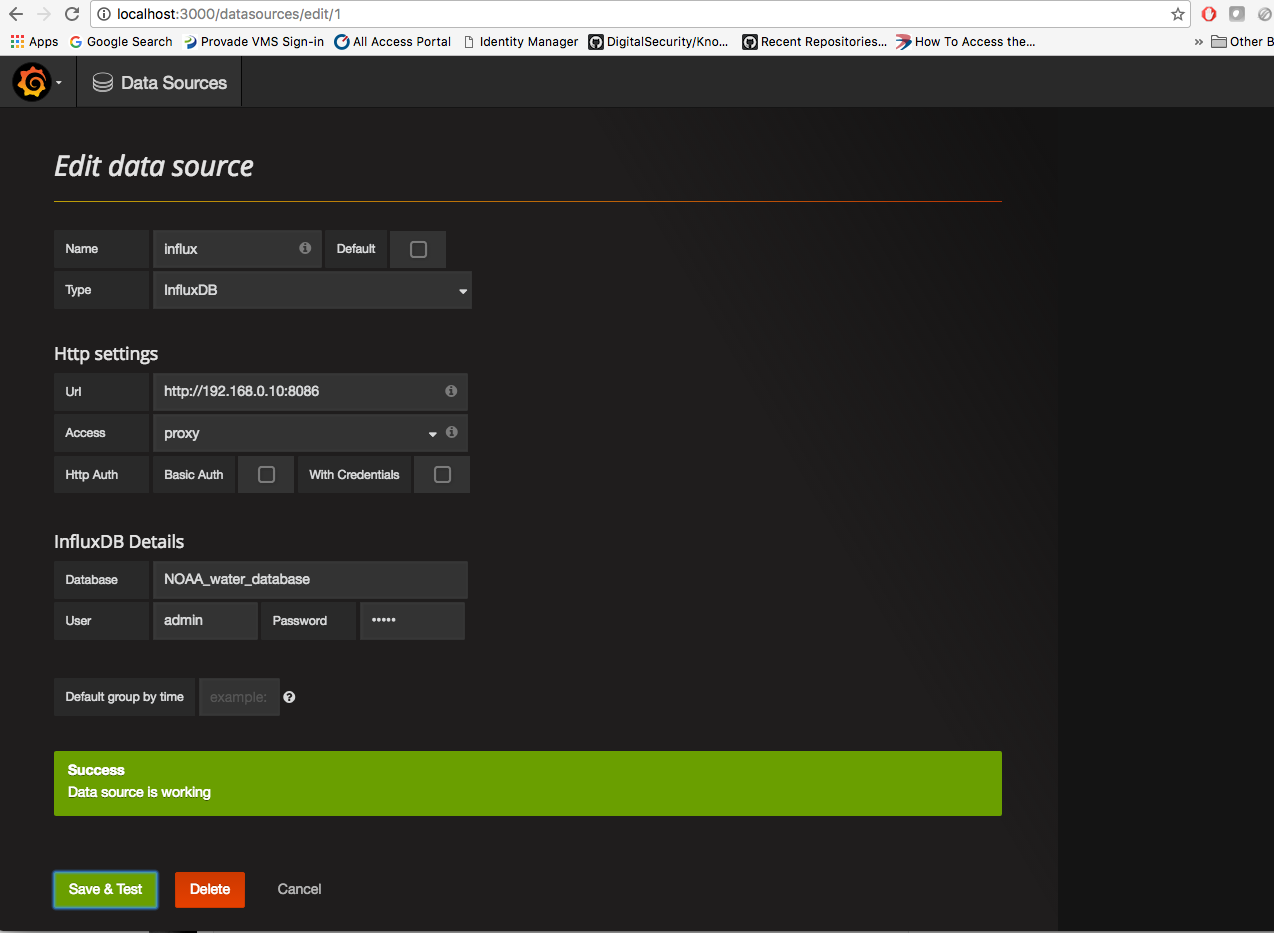 localhost:3000/datasources/edit/1
Apps Google Search Provade VMS Sign-in All Access Portal Identity Manager DigitalSecurity/Kno... Recent Repositories... How To Access the... » Other B
Data Sources
Edit data source
Name influx Default
Type InfluxDB
Http settings
Url http://192.168.0.10:8086
Access proxy
Http Auth Basic Auth With Credentials
InfluxDB Details
Database NOAA_water_database
User admin Password •••••
Default group by time example:
Success
Data source is working
Save & Test Delete Cancel